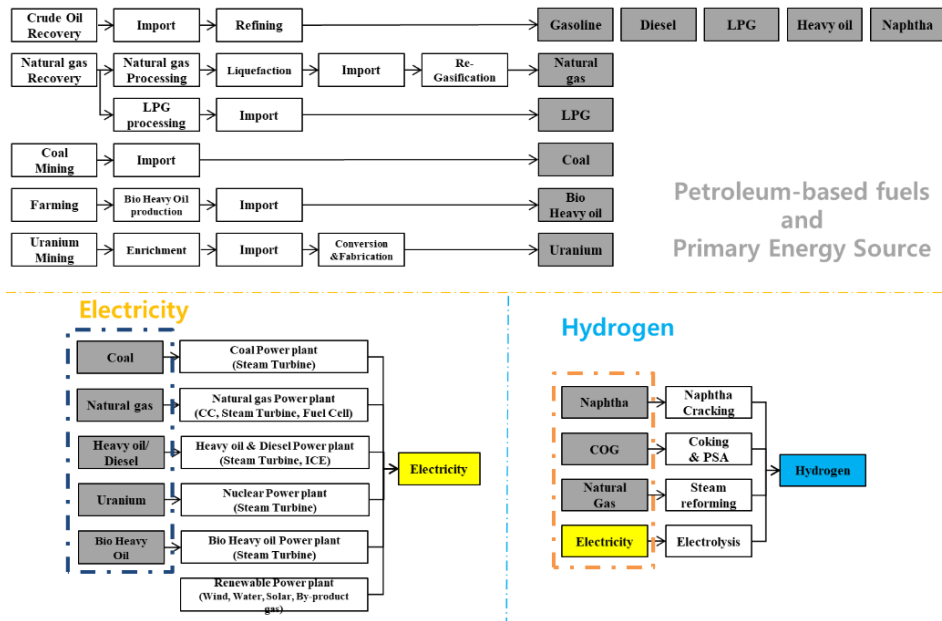 Crude Oil
Recovery
Import
Refining
Gasoline
Diesel
LPG
Heavy oil
Naphtha
Natural gas
Recovery
Natural gas
Processing
Liquefaction
Import
Re-
Gasification
Natural
gas
LPG
processing
Import
LPG
Coal
Mining
Import
Coal
Farming
Bio Heavy Oil
production
Import
Bio
Heavy oil
Uranium
Mining
Enrichment
Import
Conversion
&Fabrication
Uranium
Petroleum-based fuels
and
Primary Energy Source
Electricity
Coal
Coal Power plant
(Steam Turbine)
Natural gas
Natural gas Power plant
(CC, Steam Turbine, Fuel Cell)
Heavy oil/
Diesel
Heavy oil & Diesel Power plant
(Steam Turbine, ICE)
Uranium
Nuclear Power plant
(Steam Turbine)
Bio Heavy
Oil
Bio Heavy oil Power plant
(Steam Turbine)
Renewable Power plant
(Wind, Water, Solar, By-product
gas)
Electricity
Hydrogen
Naphtha
Naphtha
Cracking
COG
Coking
& PSA
Natural
Gas
Steam
reforming
Electricity
Electrolysis
Hydrogen